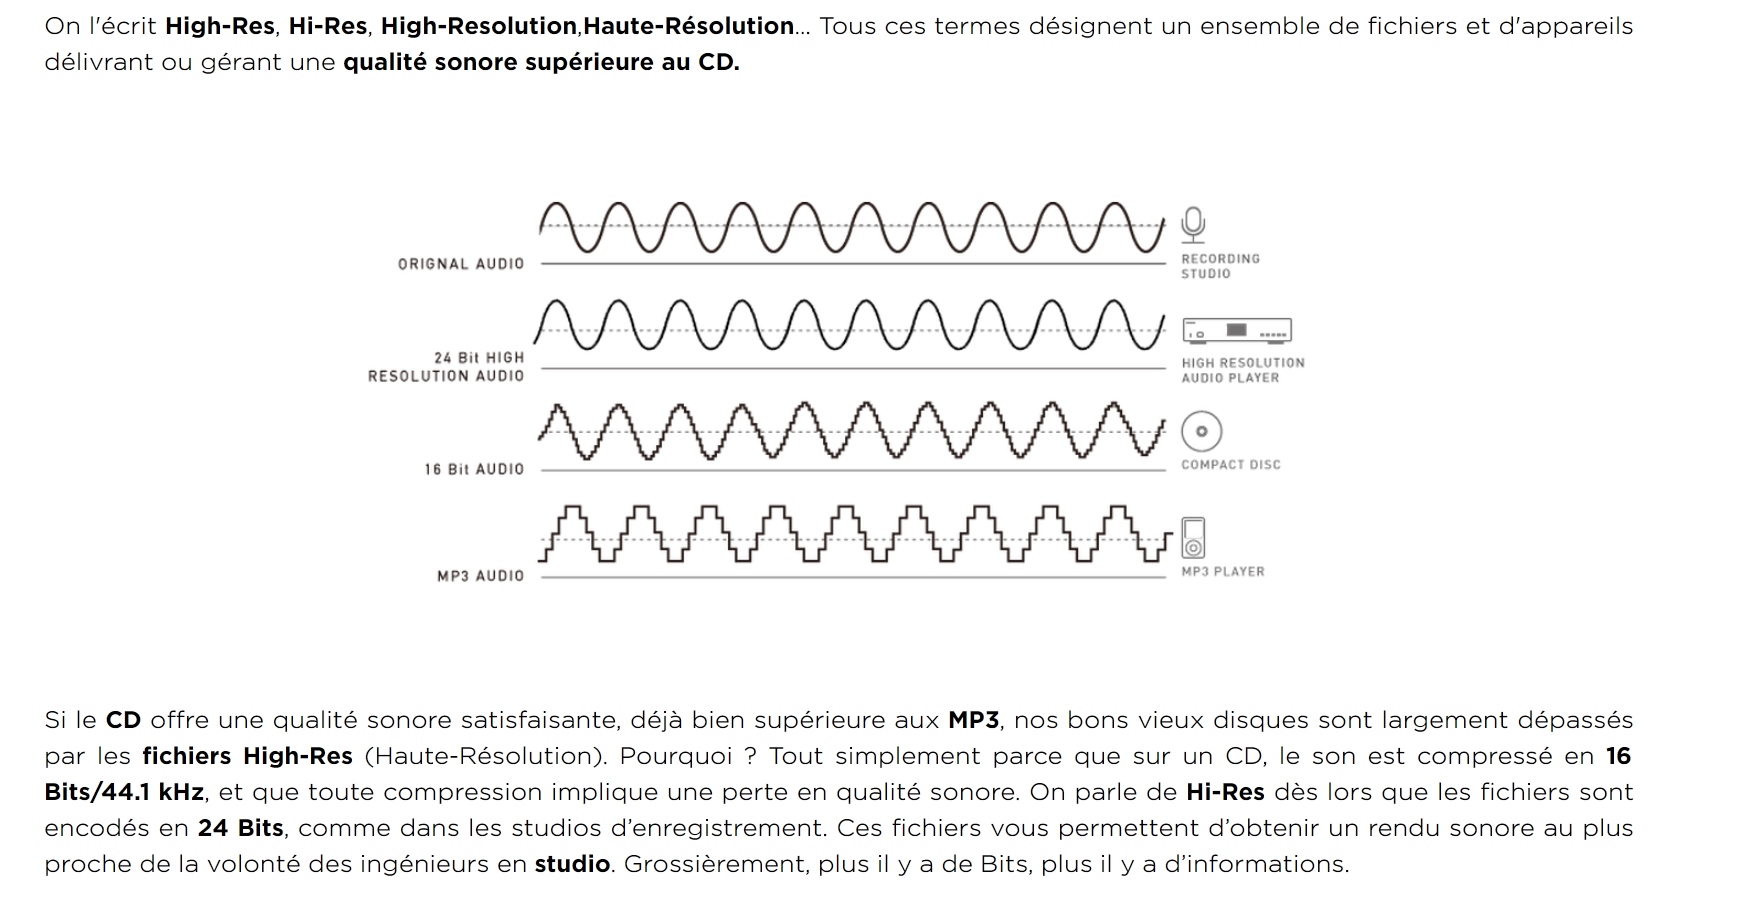 On l'écrit High-Res, Hi-Res, High-Resolution,Haute-Résolution... Tous ces termes désignent un ensemble de fichiers et d'appareils
délivrant ou gérant une qualité sonore supérieure au CD.
ORIGNAL AUDIO
RECORDING
STUDIO
24 Bit HIGH
RESOLUTION AUDIO
HIGH RESOLUTION
AUDIO PLAYER
16 Bit AUDIO
COMPACT DISC
MP3 AUDIO
MP3 PLAYER
Si le CD offre une qualité sonore satisfaisante, déjà bien supérieure aux MP3, nos bons vieux disques sont largement dépassés
par les fichiers High-Res (Haute-Résolution). Pourquoi ? Tout simplement parce que sur un CD, le son est compressé en 16
Bits/44.1 kHz, et que toute compression implique une perte en qualité sonore. On parle de Hi-Res dès lors que les fichiers sont
encodés en 24 Bits, comme dans les studios d’enregistrement. Ces fichiers vous permettent d’obtenir un rendu sonore au plus
proche de la volonté des ingénieurs en studio. Grossièrement, plus il y a de Bits, plus il y a d’informations.